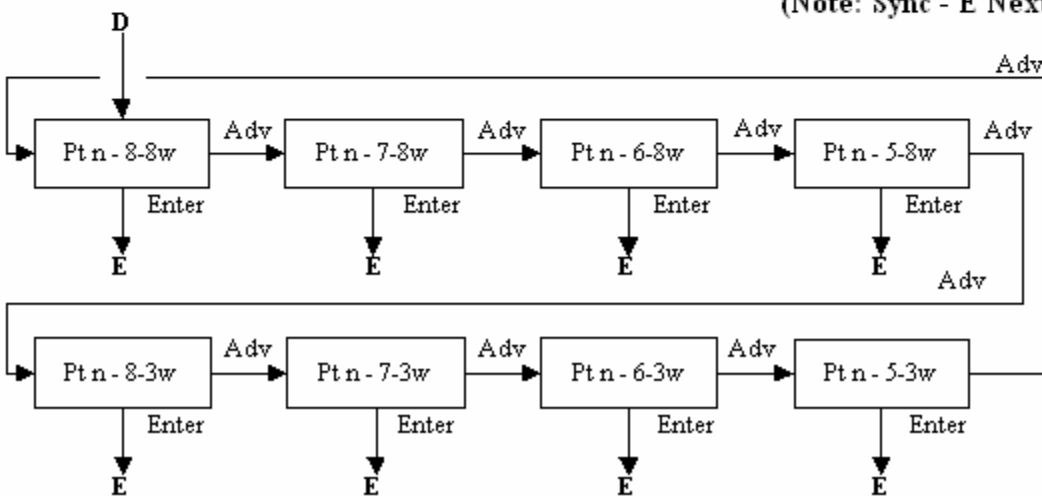 (Note: Sync - E Next
D
Adv
Pt n - 8-8w
Adv
Pt n - 7-8w
Adv
Pt n - 6-8w
Adv
Pt n - 5-8w
Adv
Enter
Enter
Enter
Enter
E
E
E
E
Adv
Pt n - 8-3w
Adv
Pt n - 7-3w
Adv
Pt n - 6-3w
Adv
Pt n - 5-3w
Enter
Enter
Enter
Enter
E
E
E
E